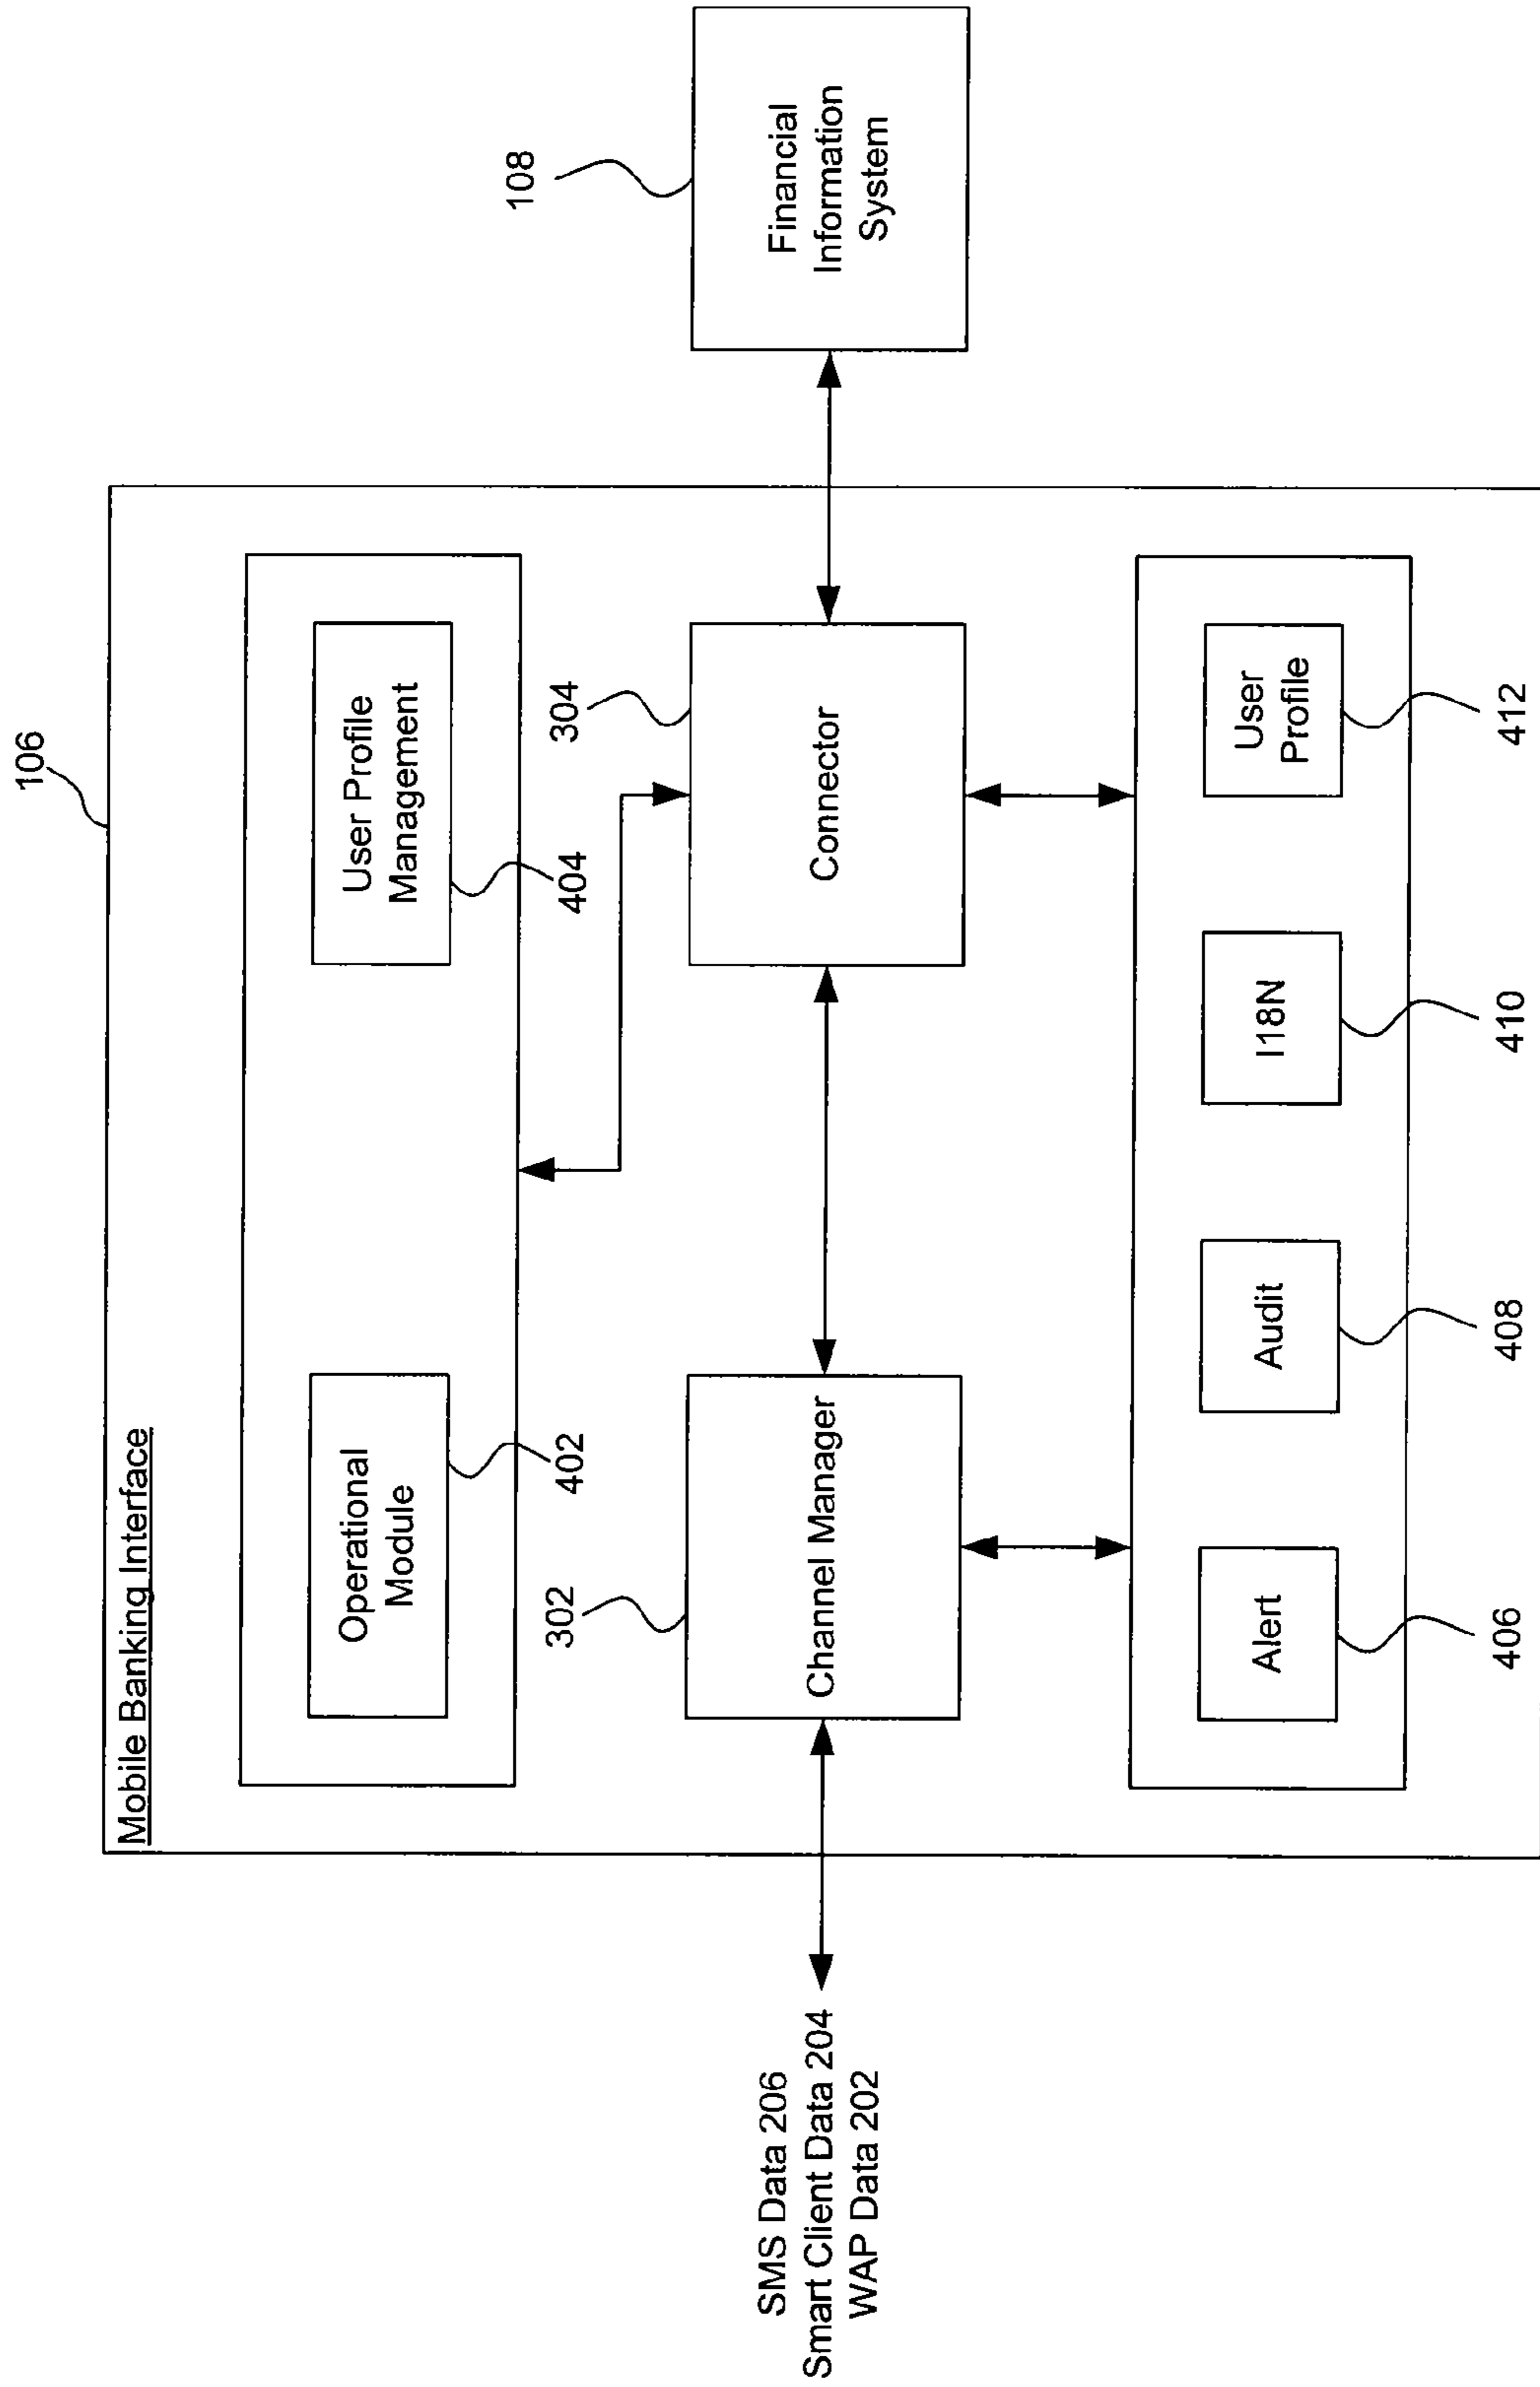 106
Mobile Banking Interface
Operational
Module
402
User Profile
Management
404
302
Channel Manager
304
Connector
108
Financial
Information
System
SMS Data 206
Smart Client Data 204
WAP Data 202
Alert
406
Audit
408
I18N
410
User
Profile
412